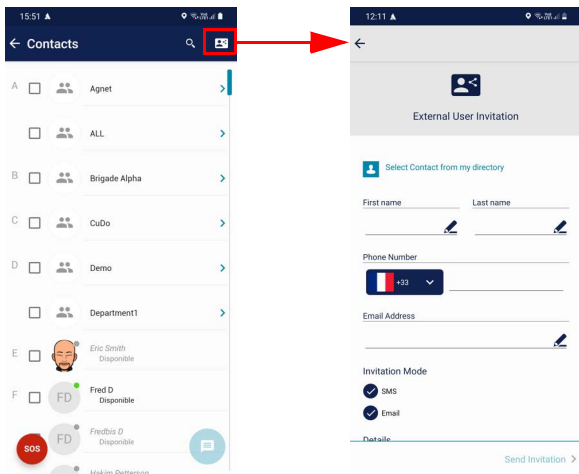 15:51
Contacts
A
Agnet
ALL
B
Brigade Alpha
C
CuDo
D
Demo
Department1
E
Eric Smith
Disponible
F
FD
Fred D
Disponible
FD
Fredbis D
Disponible
SOS
Hakim Petterson
12:11
External User Invitation
Select Contact from my directory
First name
Last name
Phone Number
+33
Email Address
Invitation Mode
SMS
Email
Details
Send Invitation